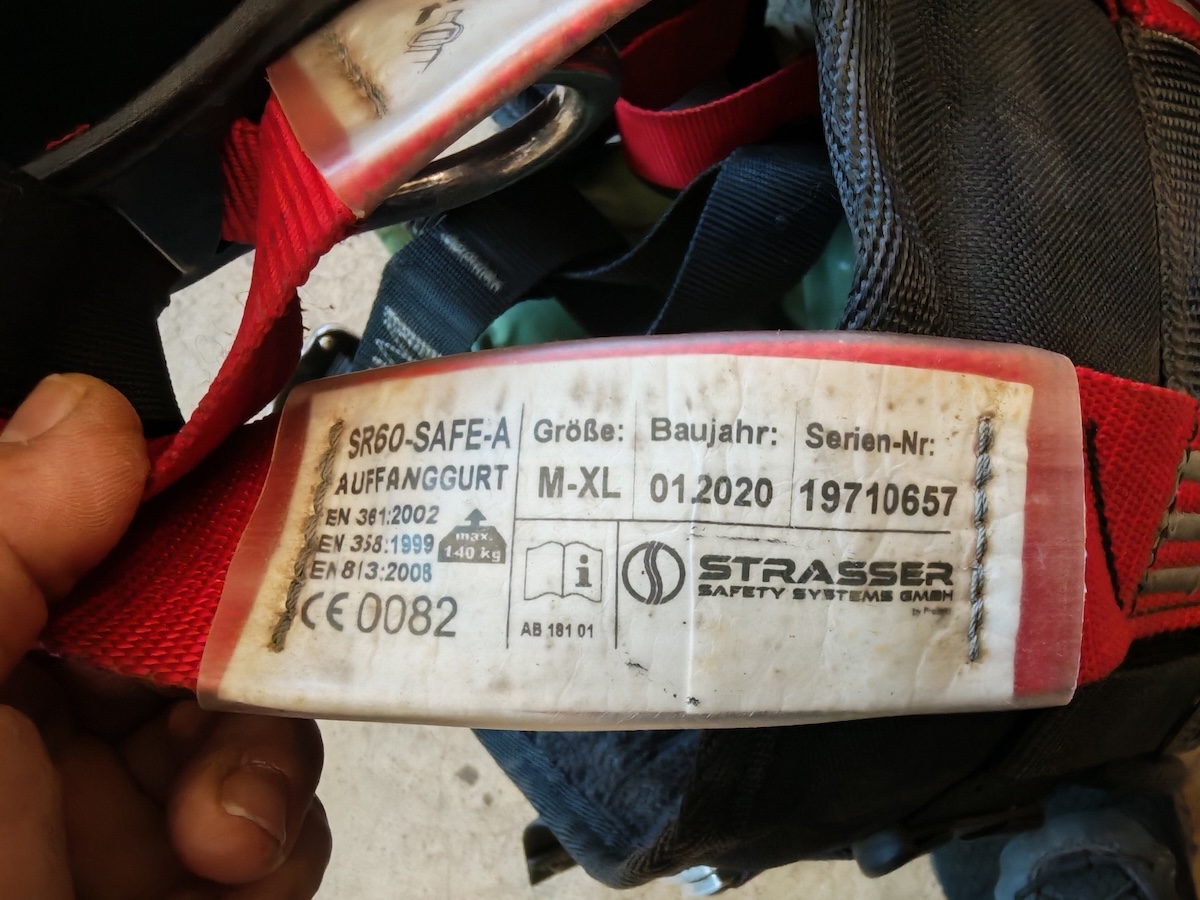 SR60-SAFE-A
AUFFANGGURT
EN 361:2002
EN 358:1999
EN 813:2008
max.
140 kg
CE 0082
Größe:
M-XL
Baujahr:
01.2020
Serien-Nr:
19710657
i
AB 181 01
STRASSER
SAFETY SYSTEMS GMBH
by